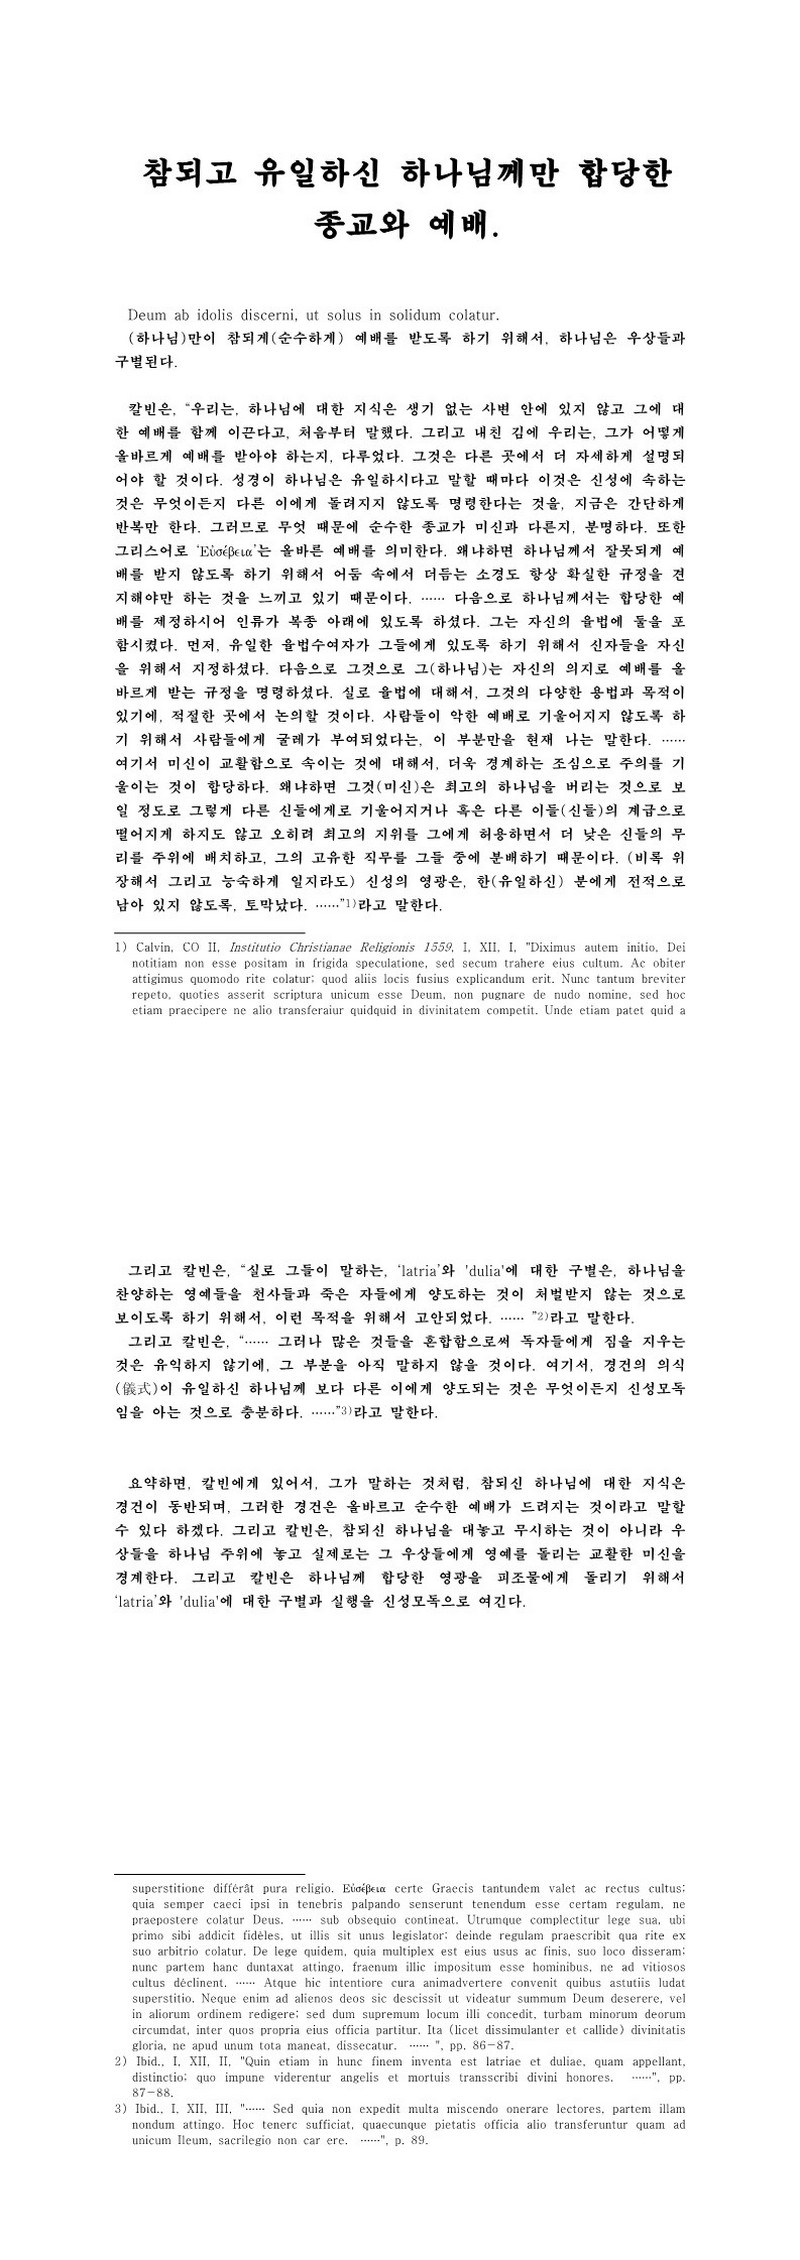 참되고 유일하신 하나님께만 합당한
종교와 예배.
Deum ab idolis discerni, ut solus in solidum colatur.
(하나님)만이 참되게(순수하게) 예배를 받도록 하기 위해서, 하나님은 우상들과
구별된다.
칼빈은, “우리는, 하나님에 대한 지식은 생기 없는 사변 안에 있지 않고 그에 대
한 예배를 함께 이끈다고, 처음부터 말했다. 그리고 내친 김에 우리는, 그가 어떻게
올바르게 예배를 받아야 하는지, 다루었다. 그것은 다른 곳에서 더 자세하게 설명되
어야 할 것이다. 성경이 하나님은 유일하시다고 말할 때마다 이것은 신성에 속하는
것은 무엇이든지 다른 이에게 돌려지지 않도록 명령한다는 것을, 지금은 간단하게
반복만 한다. 그러므로 무엇 때문에 순수한 종교가 미신과 다른지, 분명하다. 또한
그리스어로 ‘Εὐσέβεια’는 올바른 예배를 의미한다. 왜냐하면 하나님께서 잘못되게 예
배를 받지 않도록 하기 위해서 어둠 속에서 더듬는 소경도 항상 확실한 규정을 견
지해야만 하는 것을 느끼고 있기 때문이다. …… 다음으로 하나님께서는 합당한 예
배를 제정하시어 인류가 복종 아래에 있도록 하셨다. 그는 자신의 율법에 둘을 포
함시켰다. 먼저, 유일한 율법수여자가 그들에게 있도록 하기 위해서 신자들을 자신
을 위해서 지정하셨다. 다음으로 그것으로 그(하나님)는 자신의 의지로 예배를 올
바르게 받는 규정을 명령하셨다. 실로 율법에 대해서, 그것의 다양한 용법과 목적이
있기에, 적절한 곳에서 논의할 것이다. 사람들이 악한 예배로 기울어지지 않도록 하
기 위해서 사람들에게 굴레가 부여되었다는, 이 부분만을 현재 나는 말한다. ……
여기서 미신이 교활함으로 속이는 것에 대해서, 더욱 경계하는 조심으로 주의를 기
울이는 것이 합당하다. 왜냐하면 그것(미신)은 최고의 하나님을 버리는 것으로 보
일 정도로 그렇게 다른 신들에게로 기울어지거나 혹은 다른 이들(신들)의 계급으로
떨어지게 하지도 않고 오히려 최고의 지위를 그에게 허용하면서 더 낮은 신들의 무
리를 주위에 배치하고, 그의 고유한 직무를 그들 중에 분배하기 때문이다. (비록 위
장해서 그리고 능숙하게 일지라도) 신성의 영광은, 한(유일하신) 분에게 전적으로
남아 있지 않도록, 토막났다. ……”1)라고 말한다.
1) Calvin, CO II, Institutio Christianae Religionis 1559, I, XII, I, "Diximus autem initio, Dei
notitiam non esse positam in frigida speculatione, sed secum trahere eius cultum. Ac obiter
attigimus quomodo rite colatur; quod aliis locis fusius explicandum erit. Nunc tantum breviter
repeto, quoties asserit scriptura unicum esse Deum, non pugnare de nudo nomine, sed hoc
etiam praecipere ne alio transferaiur quidquid in divinitatem competit. Unde etiam patet quid a
그리고 칼빈은, “실로 그들이 말하는, ‘latria’와 'dulia'에 대한 구별은, 하나님을
찬양하는 영예들을 천사들과 죽은 자들에게 양도하는 것이 처벌받지 않는 것으로
보이도록 하기 위해서, 이런 목적을 위해서 고안되었다. …… ”2)라고 말한다.
그리고 칼빈은, “…… 그러나 많은 것들을 혼합함으로써 독자들에게 짐을 지우는
것은 유익하지 않기에, 그 부분을 아직 말하지 않을 것이다. 여기서, 경건의 의식
(儀式)이 유일하신 하나님께 보다 다른 이에게 양도되는 것은 무엇이든지 신성모독
임을 아는 것으로 충분하다. ……”3)라고 말한다.
요약하면, 칼빈에게 있어서, 그가 말하는 것처럼, 참되신 하나님에 대한 지식은
경건이 동반되며, 그러한 경건은 올바르고 순수한 예배가 드려지는 것이라고 말할
수 있다 하겠다. 그리고 칼빈은, 참되신 하나님을 대놓고 무시하는 것이 아니라 우
상들을 하나님 주위에 놓고 실제로는 그 우상들에게 영예를 돌리는 교활한 미신을
경계한다. 그리고 칼빈은 하나님께 합당한 영광을 피조물에게 돌리기 위해서
‘latria’와 'dulia'에 대한 구별과 실행을 신성모독으로 여긴다.
superstitione differât pura religio. Εὐσέβεια certe Graecis tantundem valet ac rectus cultus;
quia semper caeci ipsi in tenebris palpando senserunt tenendum esse certam regulam, ne
praepostere colatur Deus. …… sub obsequio contineat. Utrumque complectitur lege sua, ubi
primo sibi addicit fidéles, ut illis sit unus legislator; deinde regulam praescribit qua rite ex
suo arbitrio colatur. De lege quidem, quia multiplex est eius usus ac finis, suo loco disseram;
nunc partem hanc duntaxat attingo, fraenum illic impositum esse hominibus, ne ad vitiosos
cultus déclinent. …… Atque hic intentiore cura animadvertere convenit quibus astutiis ludat
superstitio. Neque enim ad alienos deos sic descissit ut videatur summum Deum deserere, vel
in aliorum ordinem redigere; sed dum supremum locum illi concedit, turbam minorum deorum
circumdat, inter quos propria eius officia partitur. Ita (licet dissimulanter et callide) divinitatis
gloria, ne apud unum tota maneat, dissecatur. …… ", pp. 86-87.
2) Ibid., I, XII, II, "Quin etiam in hunc finem inventa est latriae et duliae, quam appellant,
distinctio; quo impune viderentur angelis et mortuis transscribi divini honores. ……", pp.
87-88.
3) Ibid., I, XII, III, "…… Sed quia non expedit multa miscendo onerare lectores, partem illam
nondum attingo. Hoc tenerc sufficiat, quaecunque pietatis officia alio transferuntur quam ad
unicum Ileum, sacrilegio non car ere. ……", p. 89.